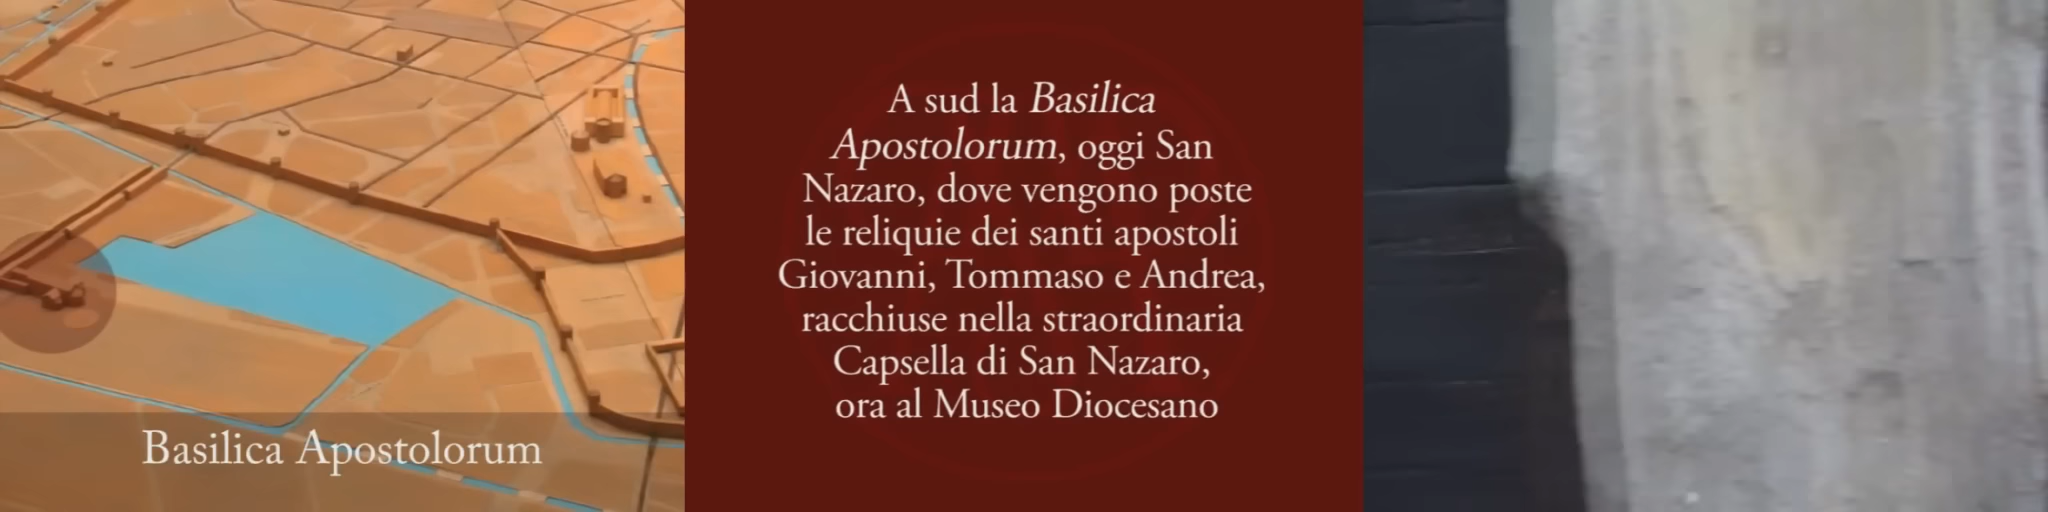 Basilica Apostolorum
A sud la Basilica
Apostolorum, oggi San
Nazaro, dove vengono poste
le reliquie dei santi apostoli
Giovanni, Tommaso e Andrea,
racchiuse nella straordinaria
Capsella di San Nazaro,
ora al Museo Diocesano